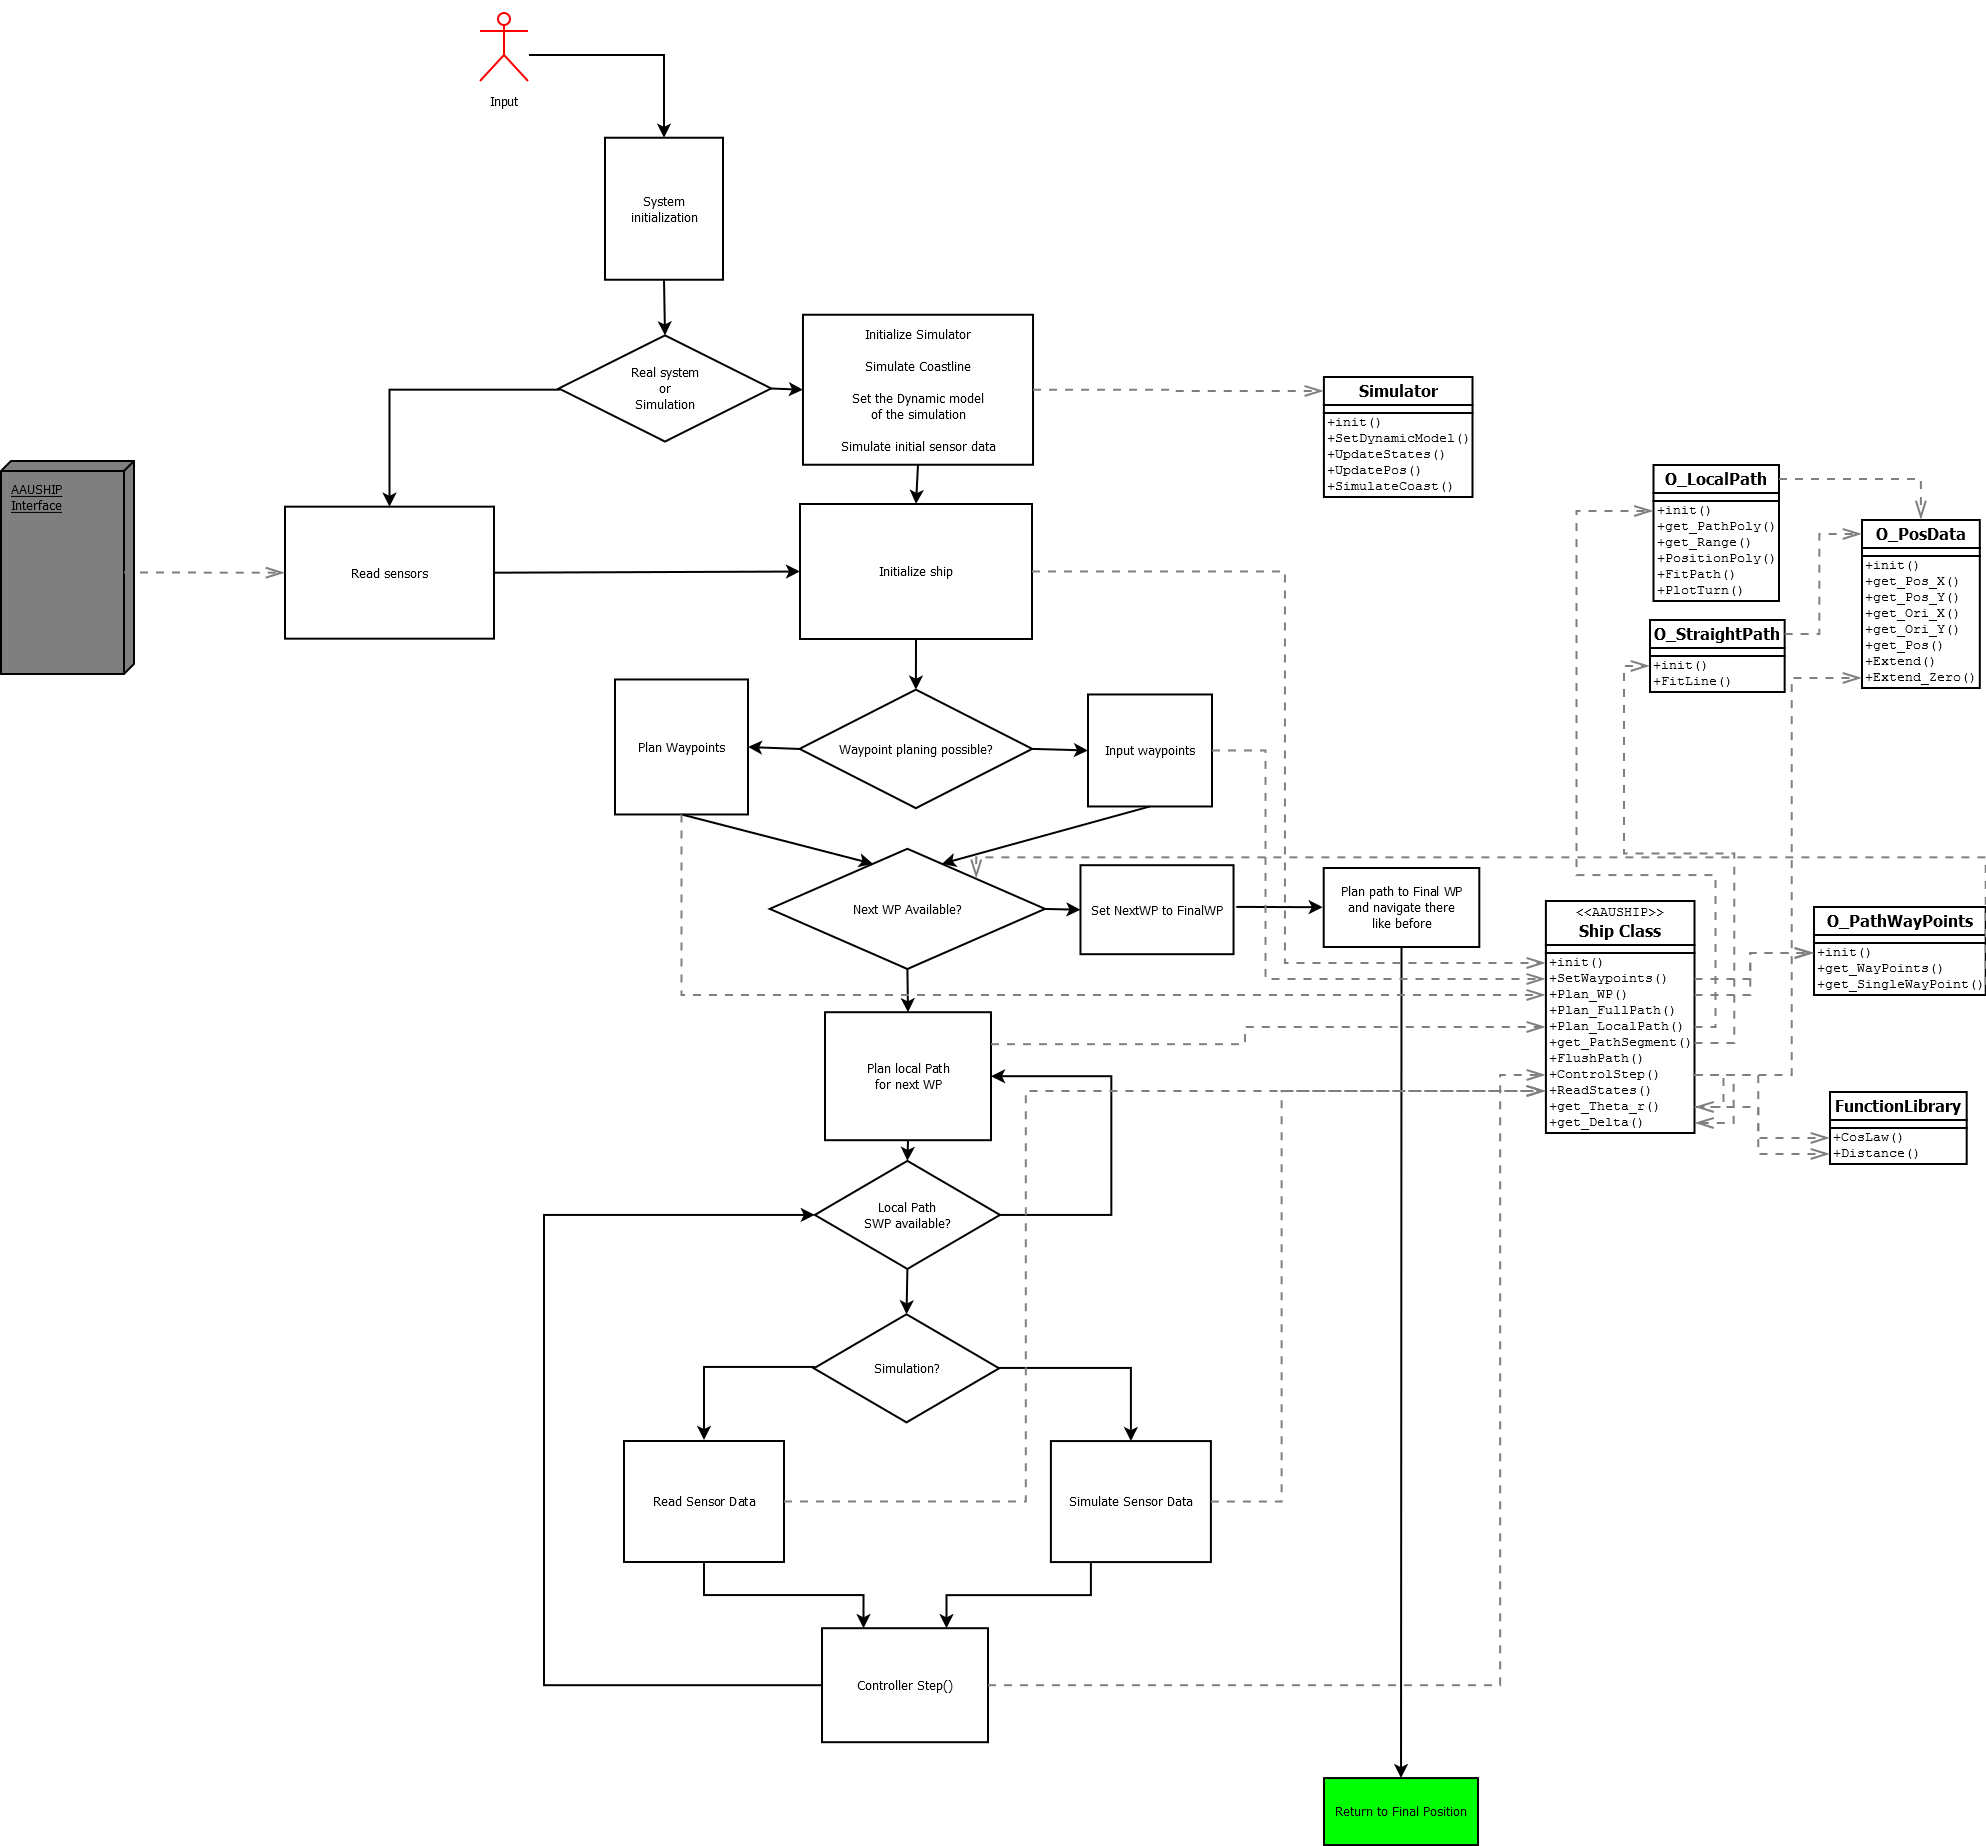 Input
System
initialization
Real system
or
Simulation
Initialize Simulator
Simulate Coastline
Set the Dynamic model
of the simulation
Simulate initial sensor data
Simulator
+init()
+SetDynamicModel()
+UpdateStates()
+UpdatePos()
+SimulateCoast()
AAUSHIP
Interface
Read sensors
Initialize ship
O_LocalPath
+init()
+get_PathPoly()
+get_Range()
+PositionPoly()
+FitPath()
+PlotTurn()
O_PosData
+init()
+get_Pos_X()
+get_Pos_Y()
+get_Ori_X()
+get_Ori_Y()
+get_Pos()
+Extend()
+Extend_Zero()
O_StraightPath
+init()
+FitLine()
Plan Waypoints
Waypoint planing possible?
Input waypoints
Next WP Available?
Set NextWP to FinalWP
Plan path to Final WP
and navigate there
like before
<<AAUSHIP>>
Ship Class
+init()
+SetWaypoints()
+Plan_WP()
+Plan_FullPath()
+Plan_LocalPath()
+get_PathSegment()
+FlushPath()
+ControlStep()
+ReadStates()
+get_Theta_r()
+get_Delta()
O_PathWayPoints
+init()
+get_WayPoints()
+get_SingleWayPoint()
FunctionLibrary
+CosLaw()
+Distance()
Plan local Path
for next WP
Local Path
SWP available?
Simulation?
Read Sensor Data
Simulate Sensor Data
Controller Step()
Return to Final Position